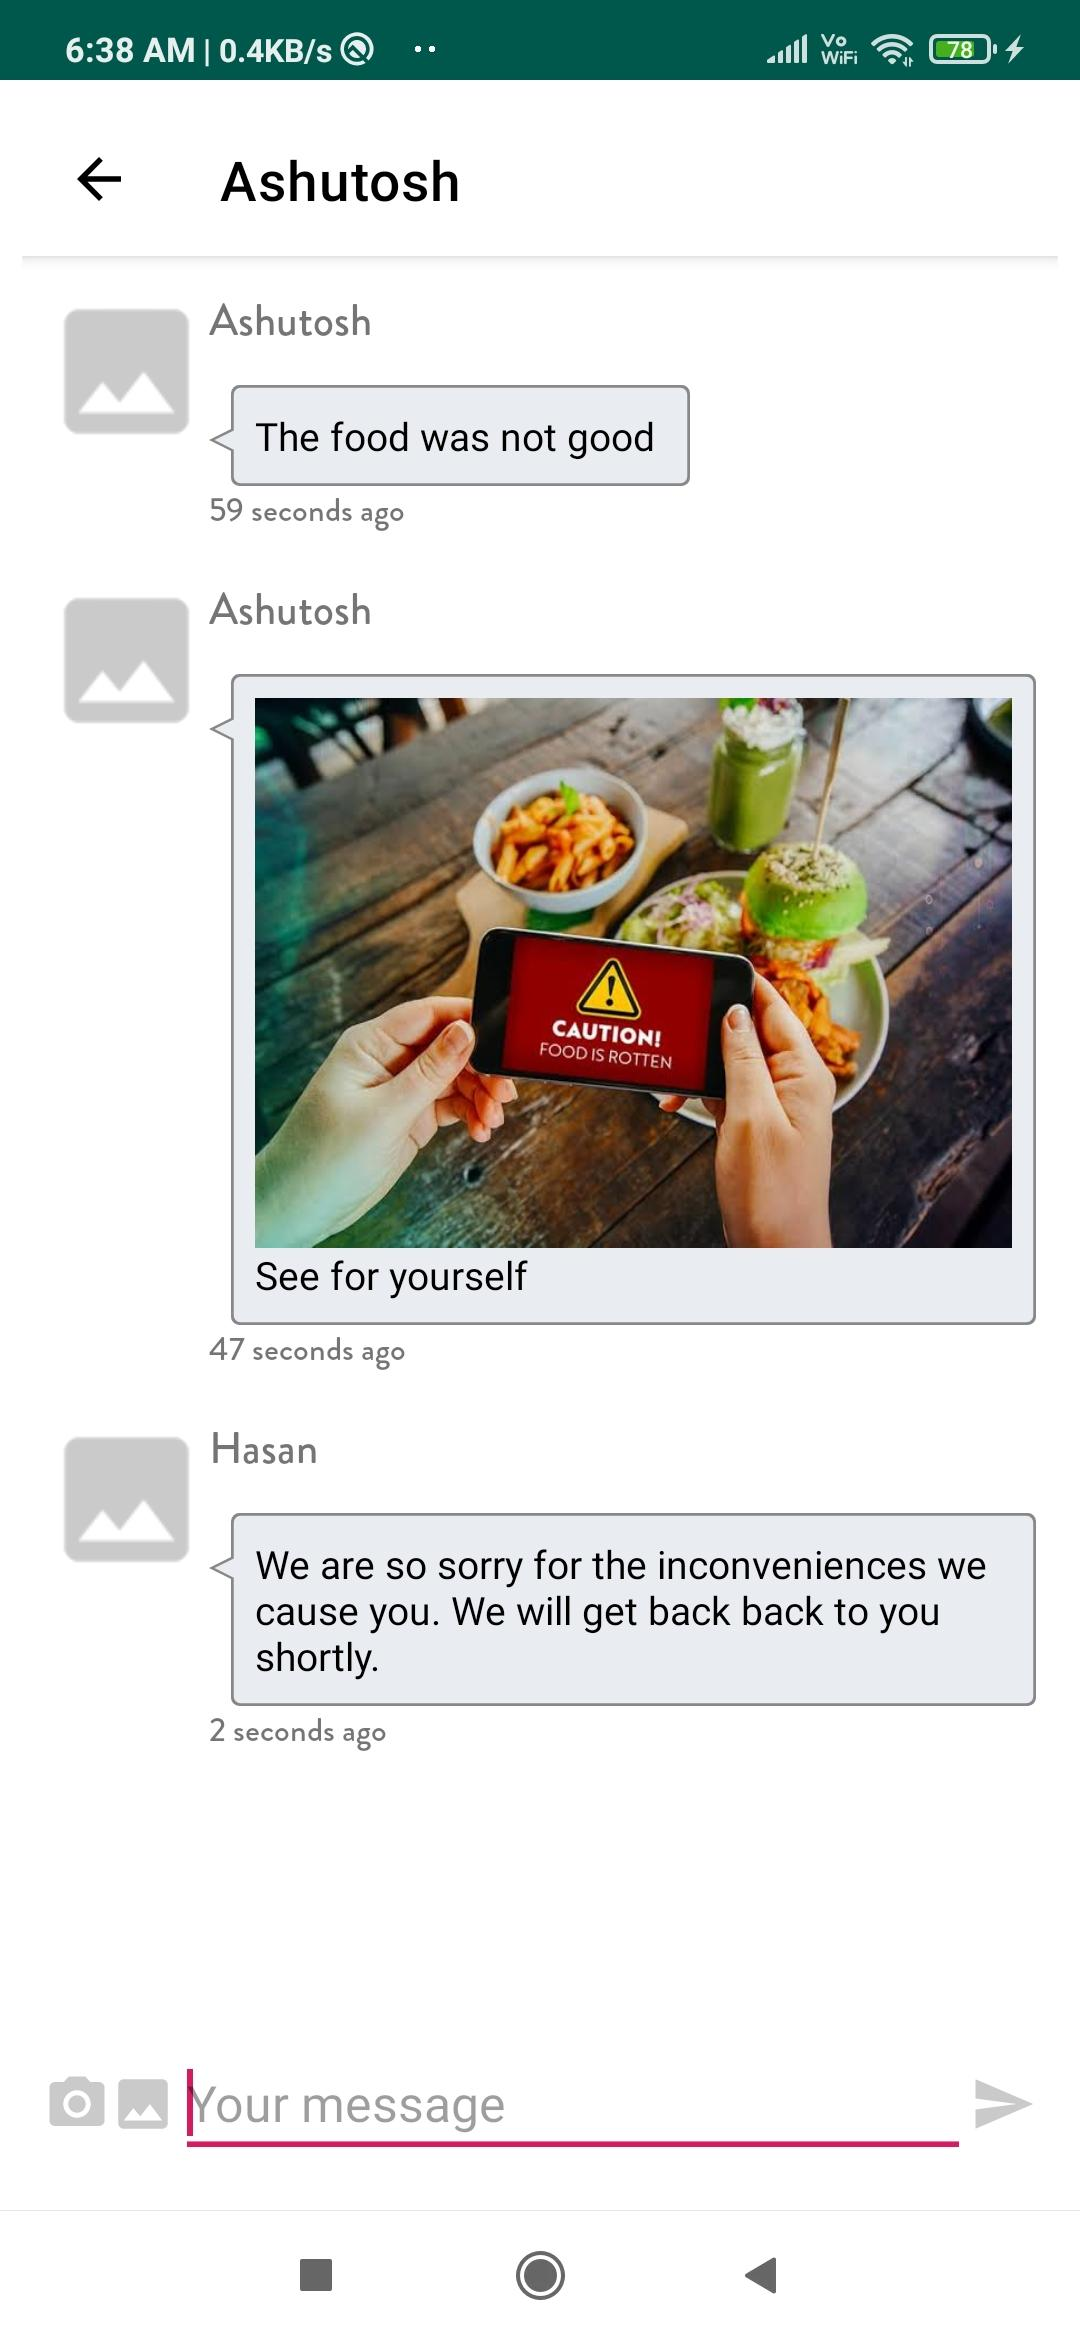 6:38 AM | 0.4KB/s
Vo
WiFi
78
Ashutosh
Ashutosh
The food was not good
59 seconds ago
Ashutosh
CAUTION!
FOOD IS ROTTEN
See for yourself
47 seconds ago
Hasan
We are so sorry for the inconveniences we
cause you. We will get back back to you
shortly.
2 seconds ago
Your message